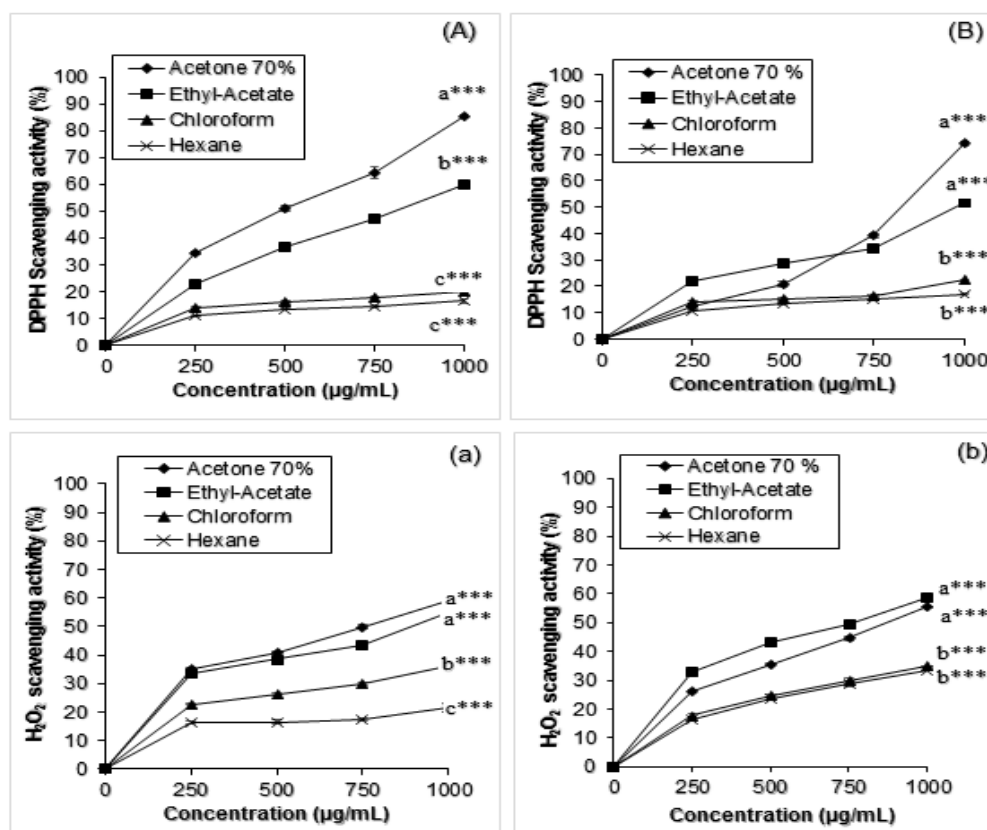 (A)
Acetone 70%
Ethyl-Acetate
Chloroform
Hexane
DPPH Scavenging activity (%)
100
90
80
70
60
50
40
30
20
10
0
a***
b***
c***
c***
0 250 500 750 1000
Concentration (µg/mL)
(B)
Acetone 70 %
Ethyl-Acetate
Chloroform
Hexane
DPPH Scavenging activity (%)
100
90
80
70
60
50
40
30
20
10
0
a***
a***
b***
b***
0 250 500 750 1000
Concentration (µg/mL)
(a)
Acetone 70%
Ethyl-Acetate
Chloroform
Hexane
H₂O₂ scavenging activity (%)
100
90
80
70
60
50
40
30
20
10
0
a***
a***
b***
c***
0 250 500 750 1000
Concentration (µg/mL)
(b)
Acetone 70 %
Ethyl-Acetate
Chloroform
Hexane
H₂O₂ scavenging activity (%)
100
90
80
70
60
50
40
30
20
10
0
a***
a***
b***
b***
0 250 500 750 1000
Concentration (µg/mL)